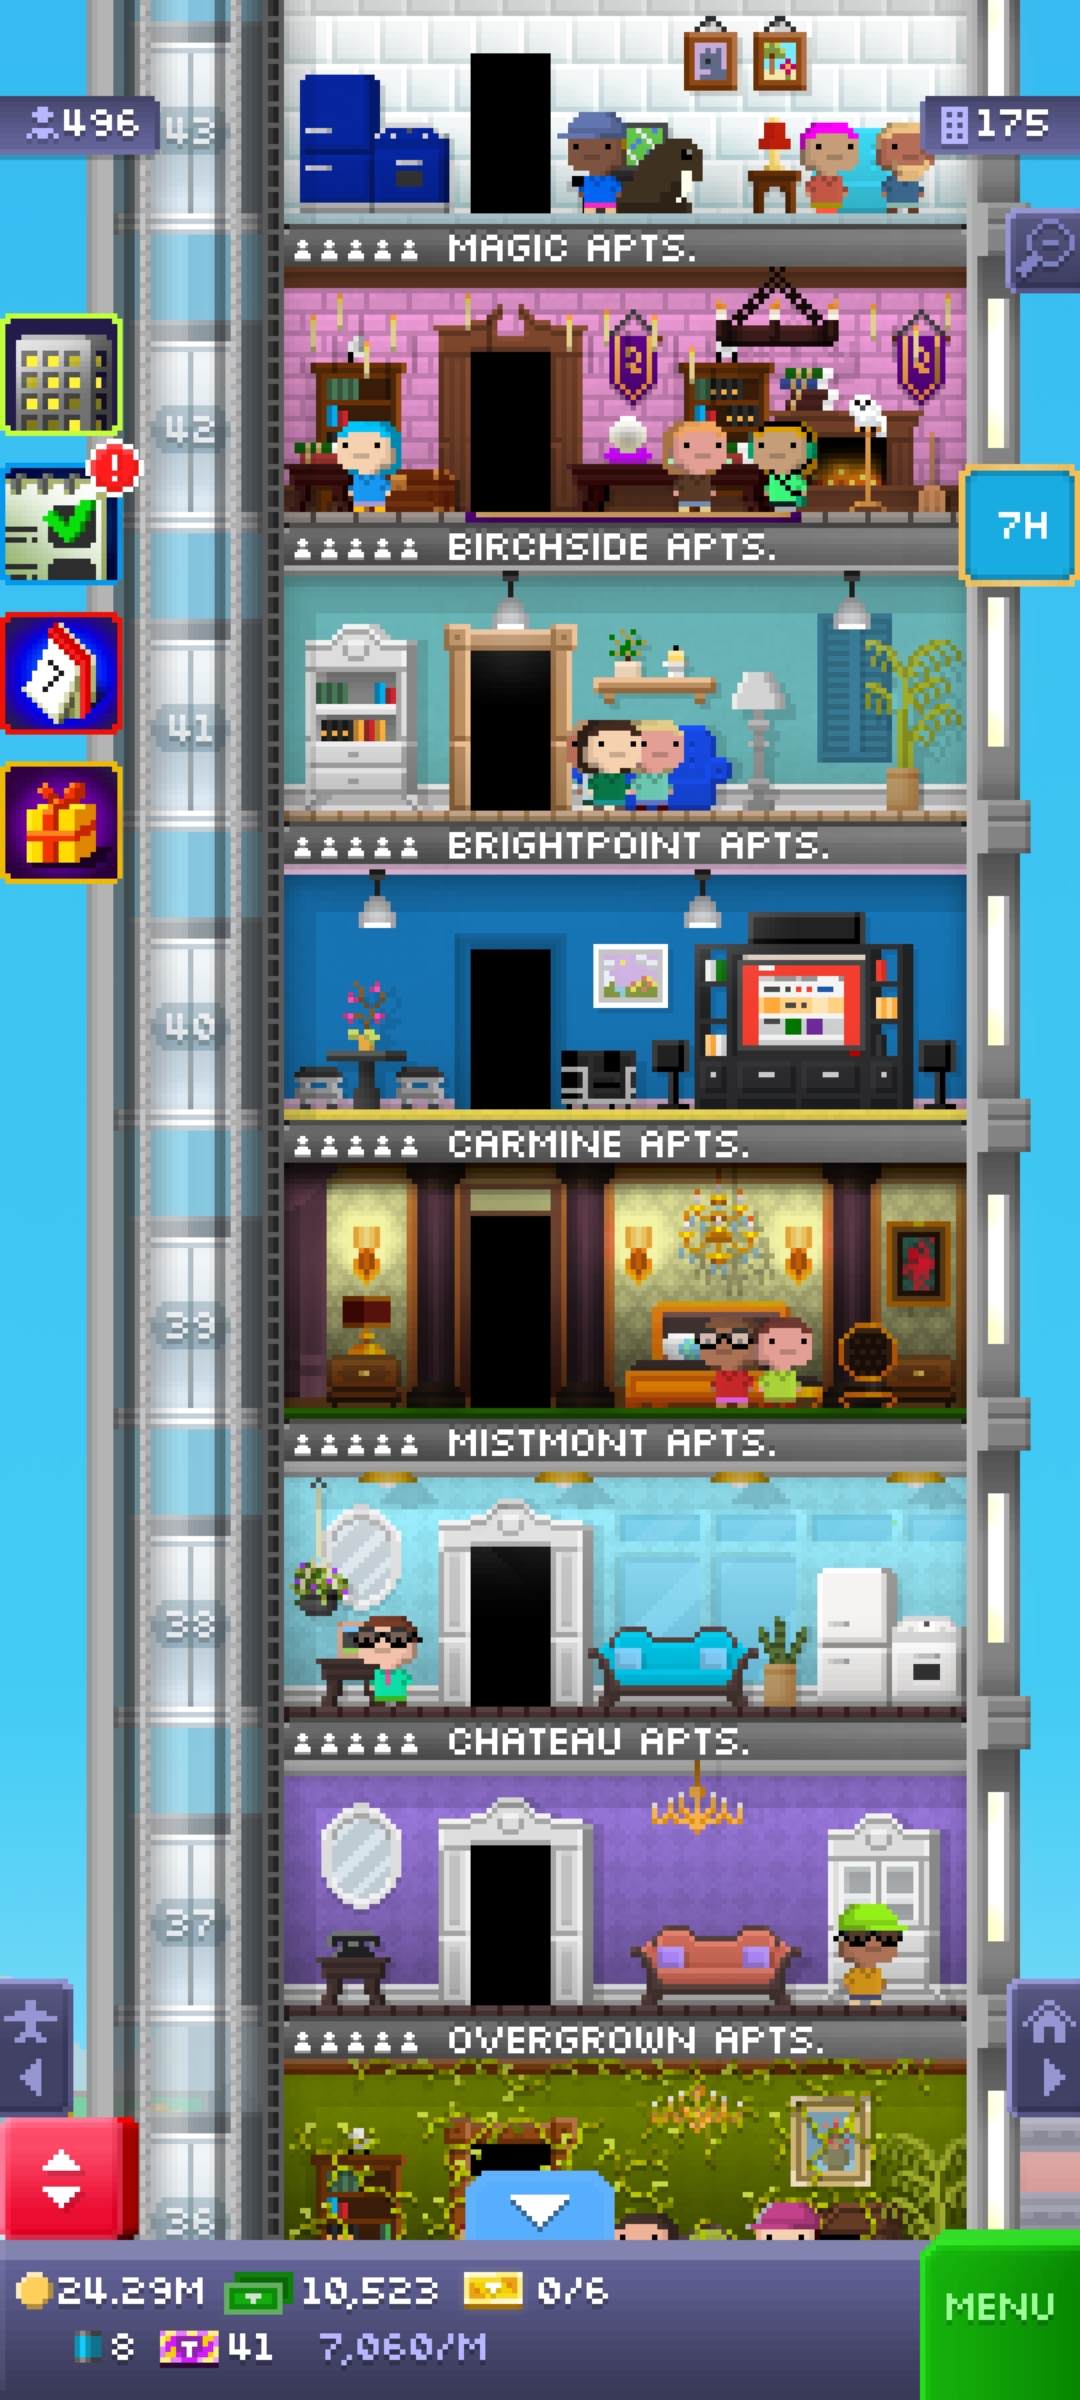 496
43
175
MAGIC APTS.
42
7H
BIRCHSIDE APTS.
41
BRIGHTPOINT APTS.
40
CARMINE APTS.
39
MISTMONT APTS.
38
CHATEAU APTS.
37
OVERGROWN APTS.
36
24.29M 10,523 0/6
8 41 7,060/M
MENU